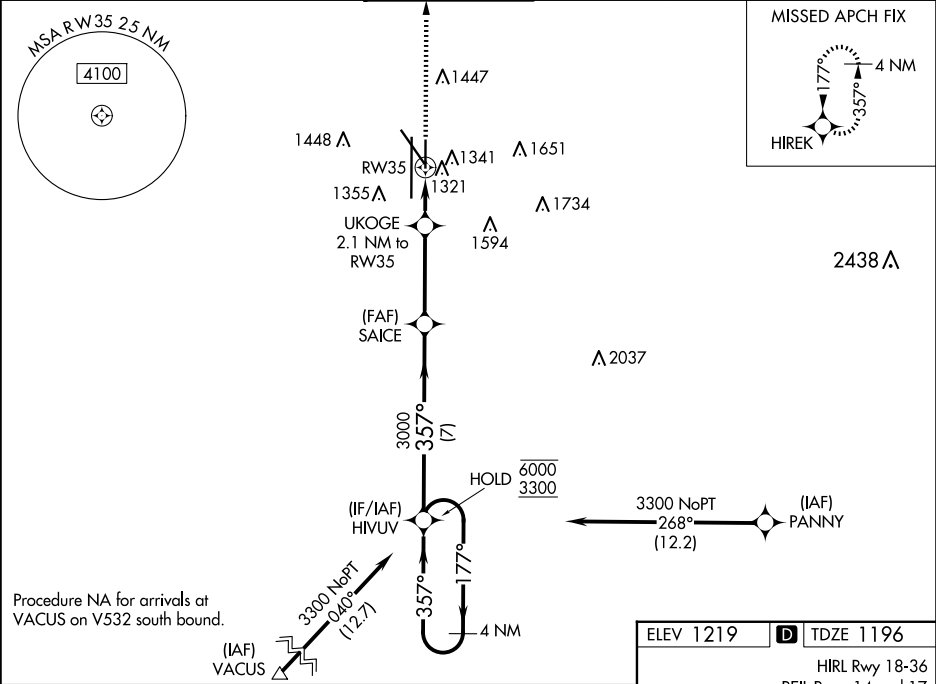 MSA RW35 25 NM
4100
MISSED APCH FIX
177°
357°
4 NM
HIREK
1447
1448
RW35
1341
1321
1651
1355
1734
UKOGE
2.1 NM to
RW35
1594
2438
(FAF)
SAICE
2037
3000
357°
(7)
HOLD
6000
3300
(IF/IAF)
HIVUV
3300 NoPT
268°
(12.2)
(IAF)
PANNY
357°
177°
4 NM
3300 NoPT
040°
(12.7)
Procedure NA for arrivals at
VACUS on V532 south bound.
(IAF)
VACUS
ELEV 1219
D
TDZE 1196
HIRL Rwy 18-36